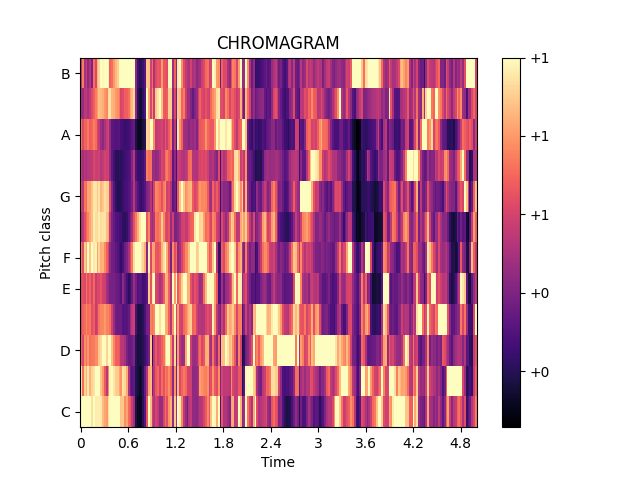 CHROMAGRAM
B
A
G
F
E
D
C
Pitch class
0 0.6 1.2 1.8 2.4 3 3.6 4.2 4.8
Time
+1
+1
+1
+0
+0